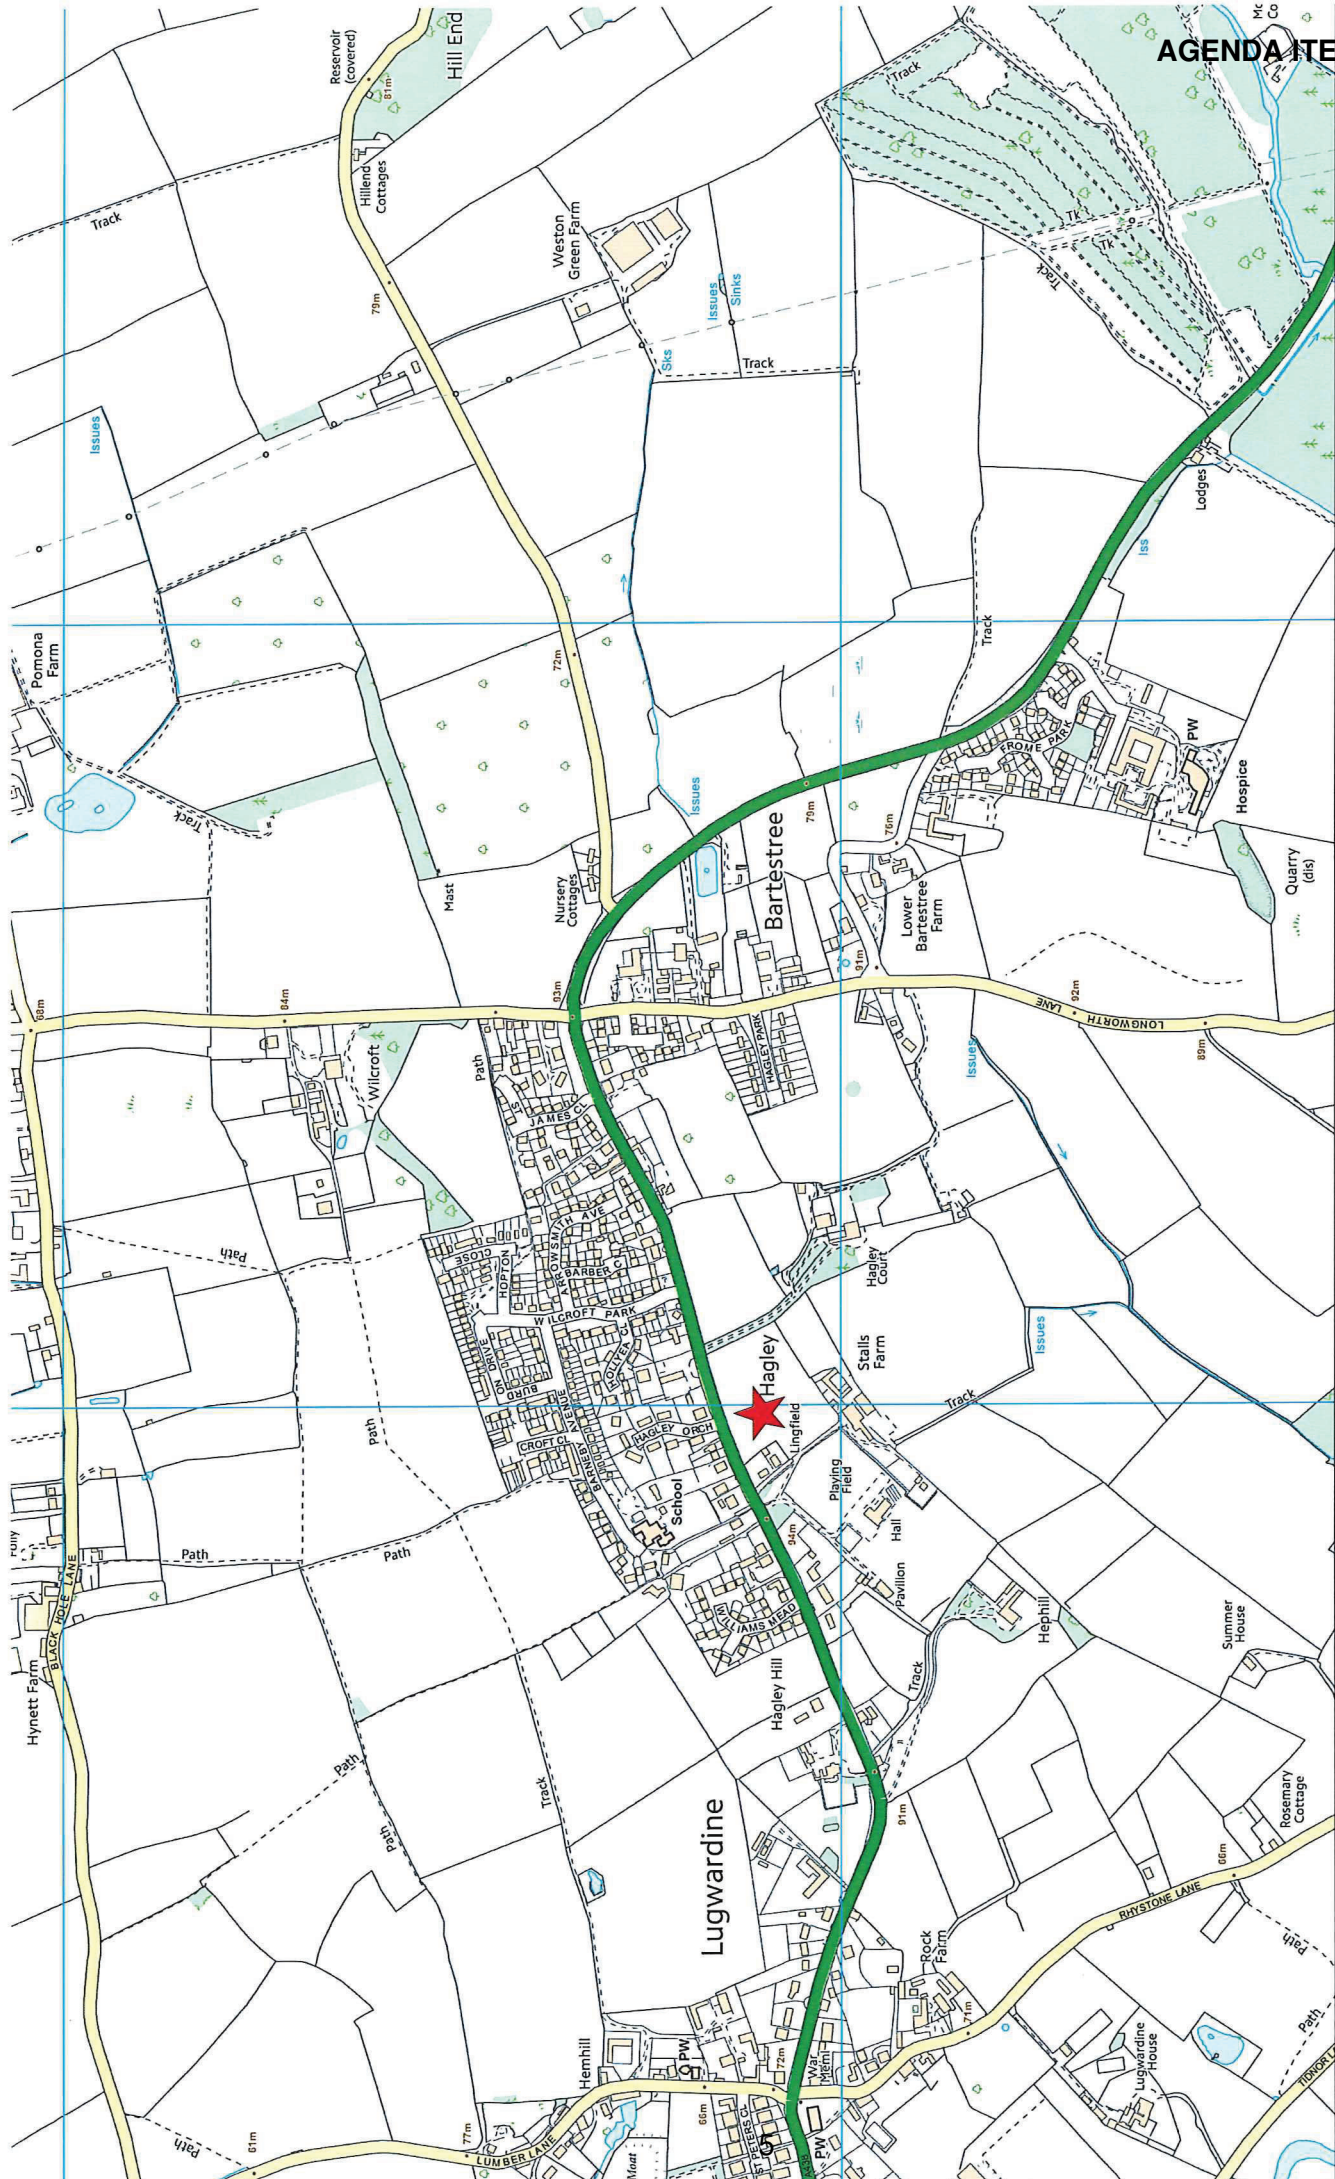 AGENDA ITE
Reservoir
(covered)
81m
Hill End
Hillend
Cottages
Track
79m
Weston
Green Farm
Issues
Sinks
Sks
Track
Track
Tk
Tk
Track
Issues
Pomona
Farm
72m
Track
Lodges
Iss
Track
Mast
Nursery
Cottages
Issues
79m
Bartestree
76m
FROME PARK
PW
Hospice
Quarry
(dis)
Lower
Bartestree
Farm
91m
68m
84m
93m
92m
LONGWORTH LANE
89m
Wilcroft
Path
ST JAMES CL
HAGLEY PARK
Issues
Path
HOPTON CLOSE
ARROWSMITH AVE
BARBER C
WILCROFT PARK
HOLLYEA CL
BURDON DRIVE
CROFT CL
BARNEBY AVENUE
HAGLEY ORCH
Hagley
Court
Hagley
Stalls
Farm
Lingfield
Issues
Track
Path
School
Playing
Field
Hall
94m
Pavilion
Path
Path
BLACK HOLE LANE
Hynett Farm
WILLIAMS MEAD
Hagley Hill
Hephill
Track
Summer
House
Path
Path
Track
91m
Lugwardine
Rosemary
Cottage
66m
RHYSTONE LANE
Rock
Farm
71m
Path
Path
Hemhill
PW
72m
War
Meml
66m
ST PETERS CL
5
PW
A438
77m
LUMBER LANE
Moat
61m
Path
Lugwardine
House